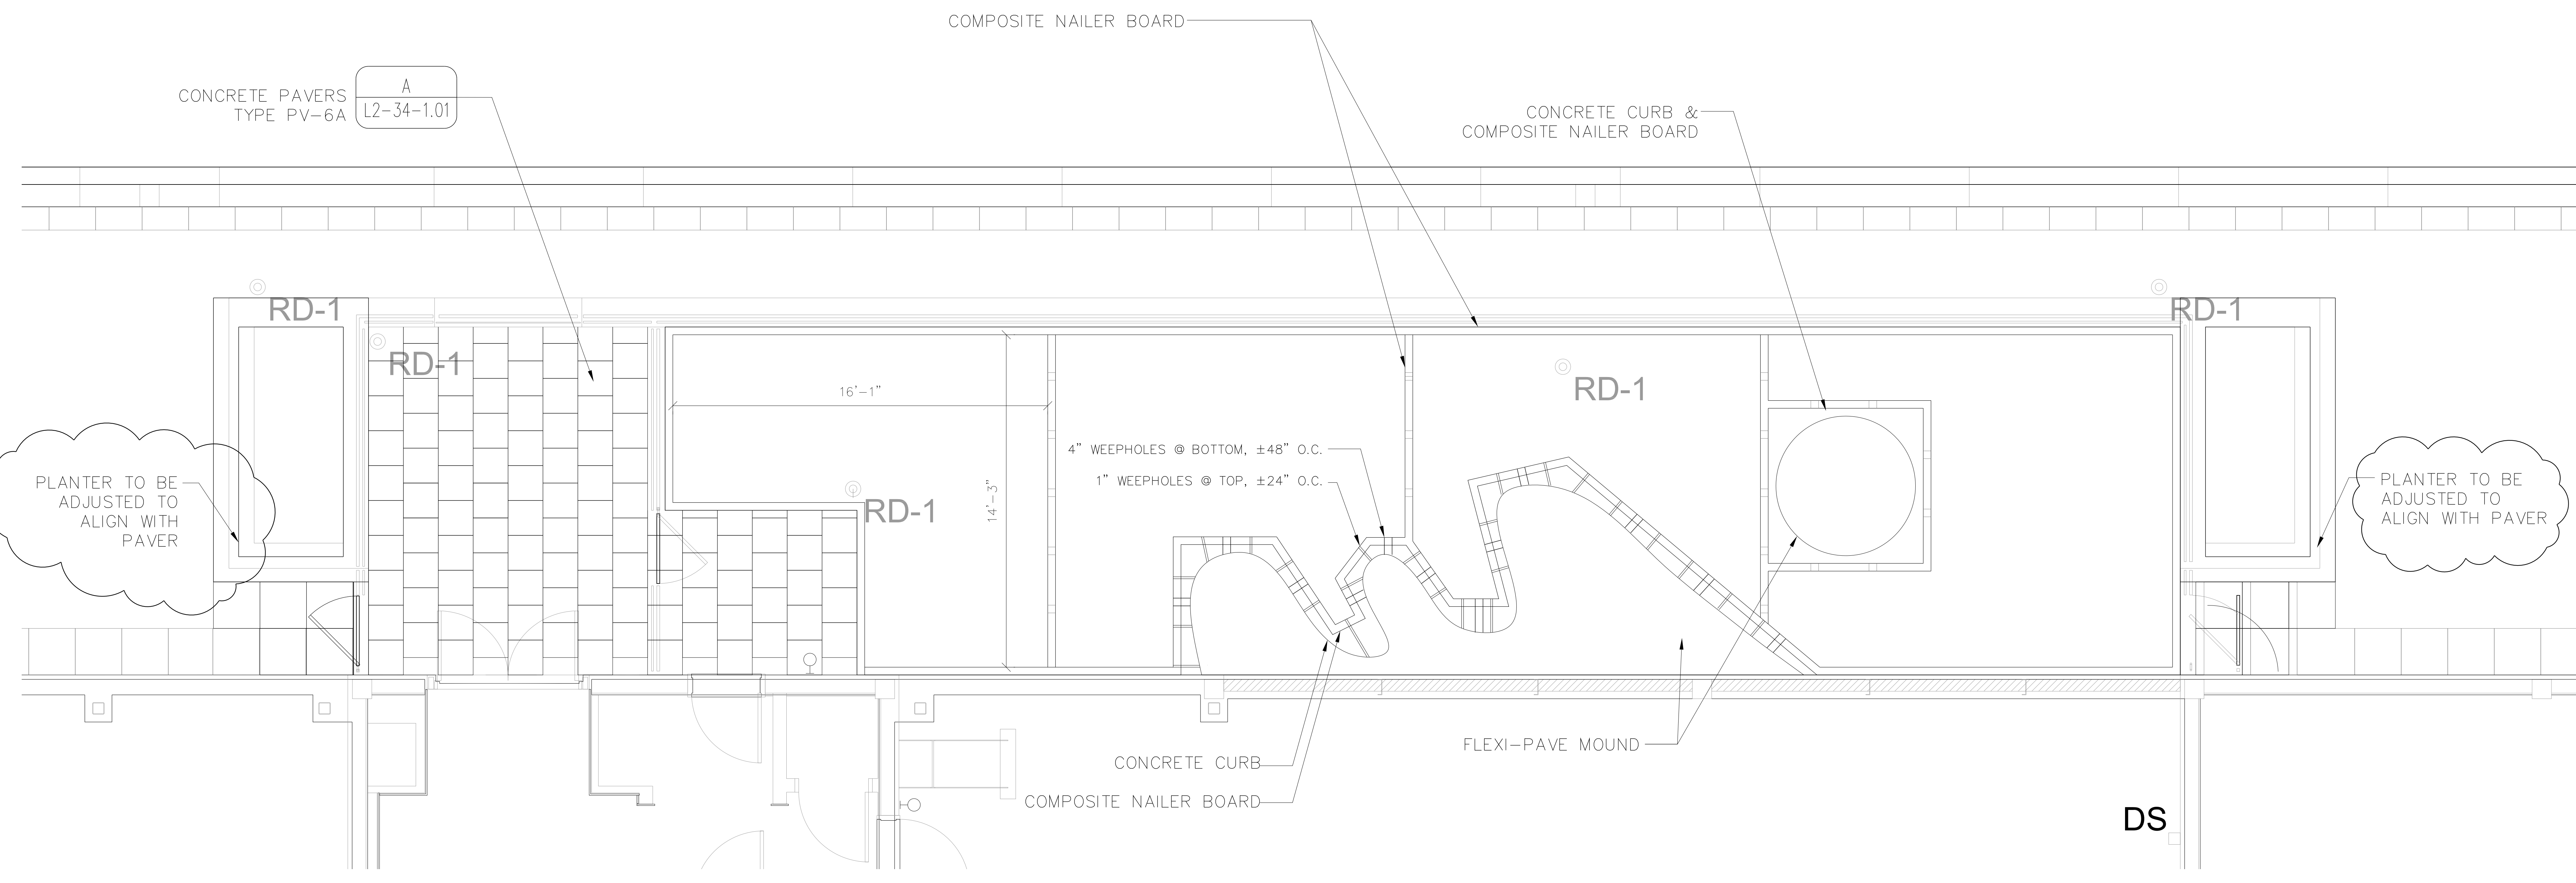 COMPOSITE NAILER BOARD
CONCRETE PAVERS
TYPE PV-6A
A
L2-34-1.01
CONCRETE CURB &
COMPOSITE NAILER BOARD
RD-1
RD-1
RD-1
RD-1
RD-1
16'-1"
14'-3"
4" WEEPHOLES @ BOTTOM, ±48" O.C.
1" WEEPHOLES @ TOP, ±24" O.C.
PLANTER TO BE
ADJUSTED TO
ALIGN WITH
PAVER
PLANTER TO BE
ADJUSTED TO
ALIGN WITH PAVER
FLEXI-PAVE MOUND
CONCRETE CURB
COMPOSITE NAILER BOARD
DS